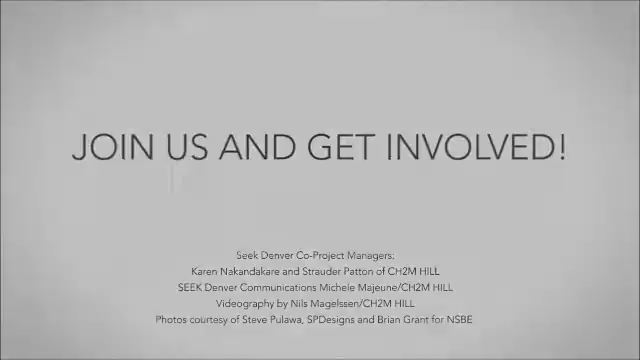 JOIN US AND GET INVOLVED!
Seek Denver Co-Project Managers:
Karen Nakandakare and Strauder Patton of CH2M HILL
SEEK Denver Communications Michele Majeune/CH2M HILL
Videography by Nils Magelssen/CH2M HILL
Photos courtesy of Steve Pulawa, SPDesigns and Brian Grant for NSBE